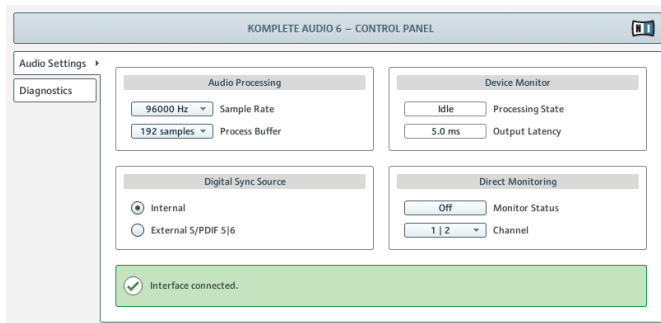 KOMPLETE AUDIO 6 – CONTROL PANEL
NI
Audio Settings
Diagnostics
Audio Processing
96000 Hz Sample Rate
192 samples Process Buffer
Device Monitor
Idle Processing State
5.0 ms Output Latency
Digital Sync Source
Internal
External S/PDIF 5|6
Direct Monitoring
Off Monitor Status
1 | 2 Channel
Interface connected.